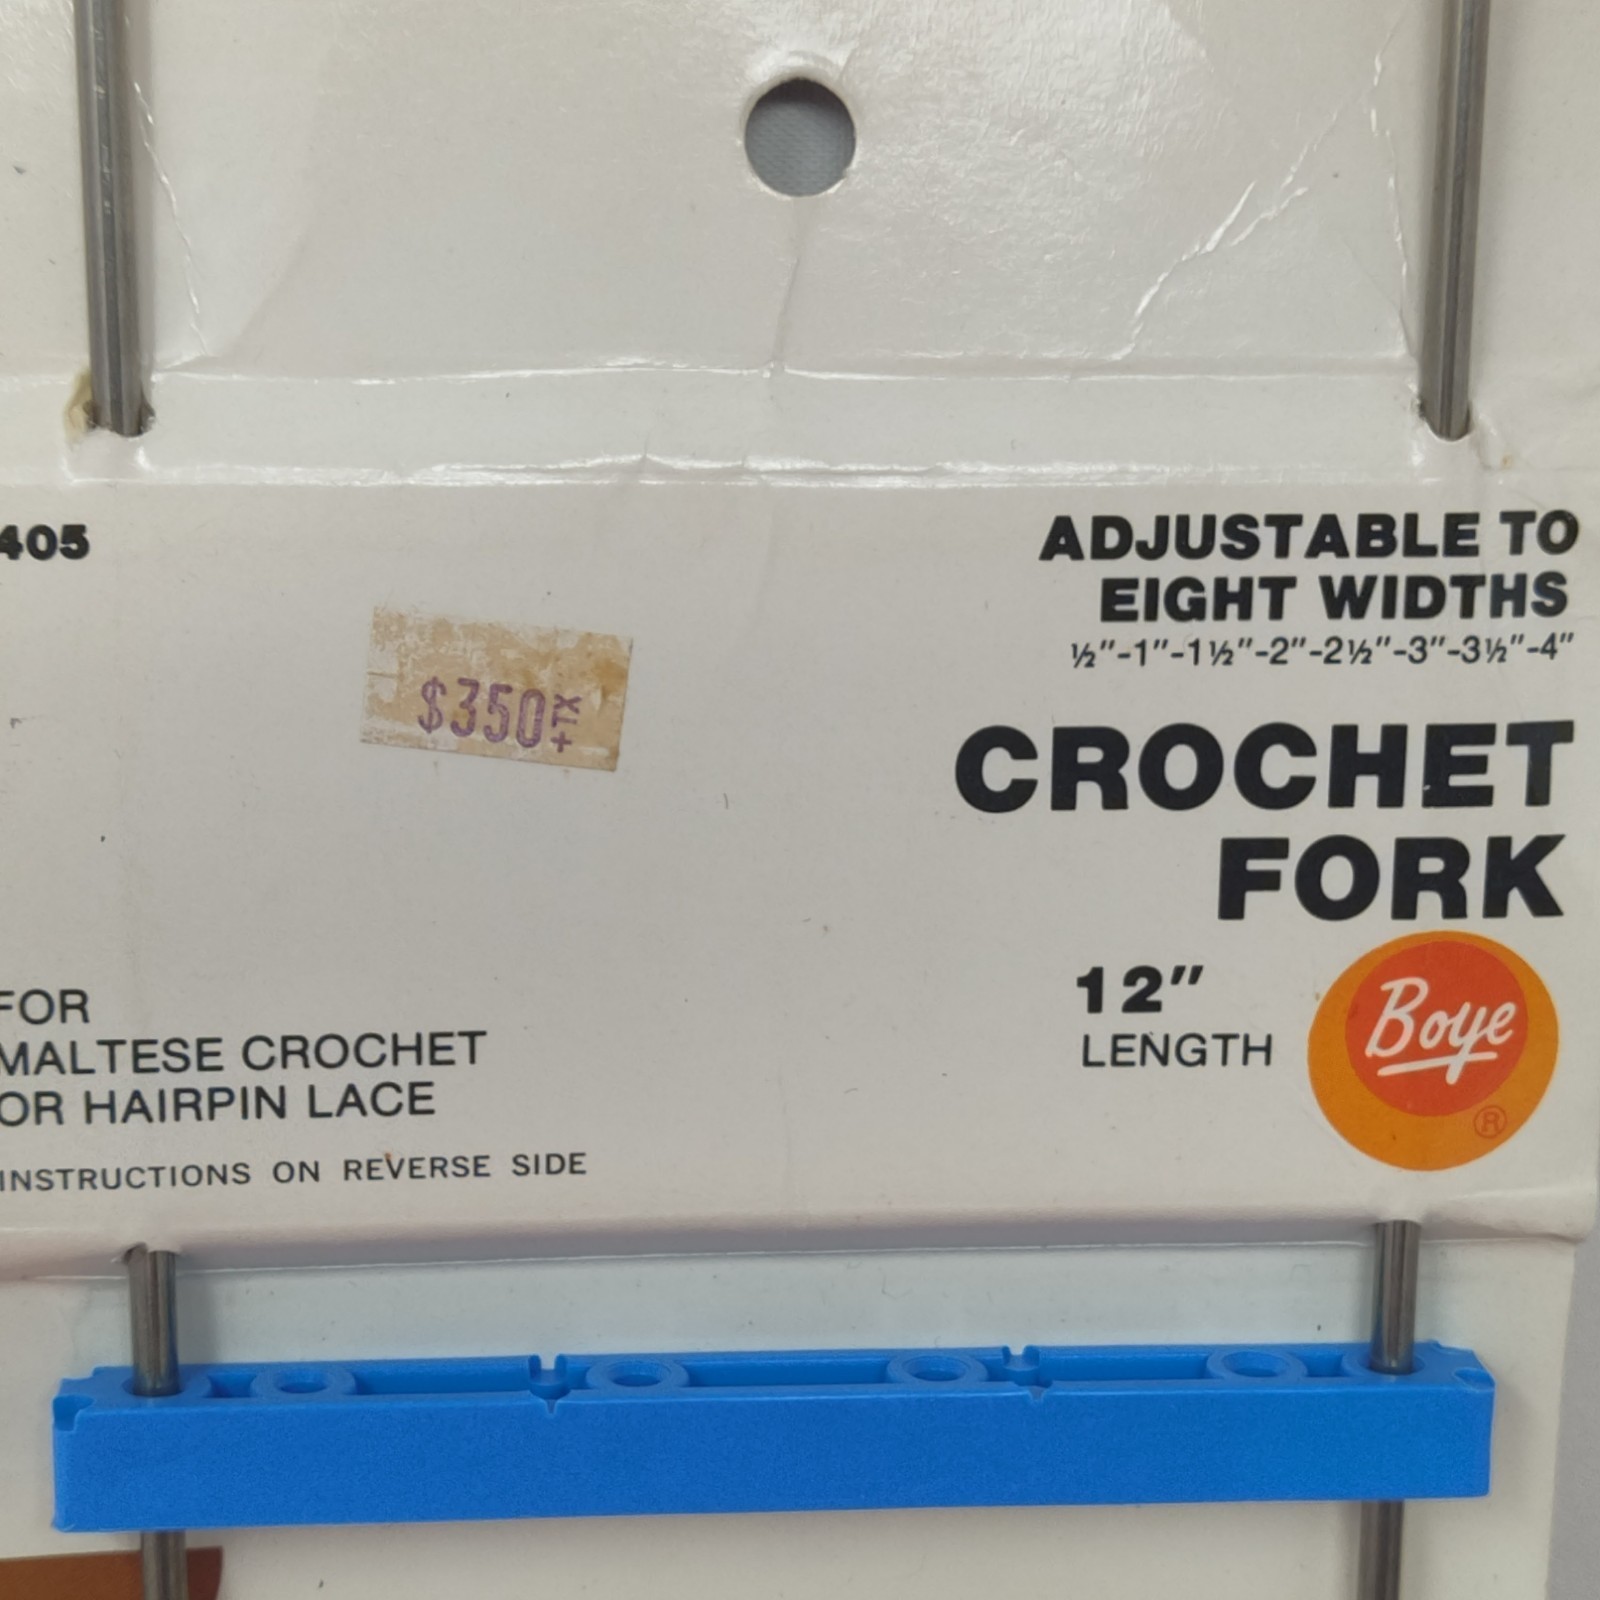 405
ADJUSTABLE TO
EIGHT WIDTHS
½"-1"-1½"-2"-2½"-3"-3½"-4"
$350+TX
CROCHET
FORK
12"
LENGTH
Boye
®
FOR
MALTESE CROCHET
OR HAIRPIN LACE
INSTRUCTIONS ON REVERSE SIDE